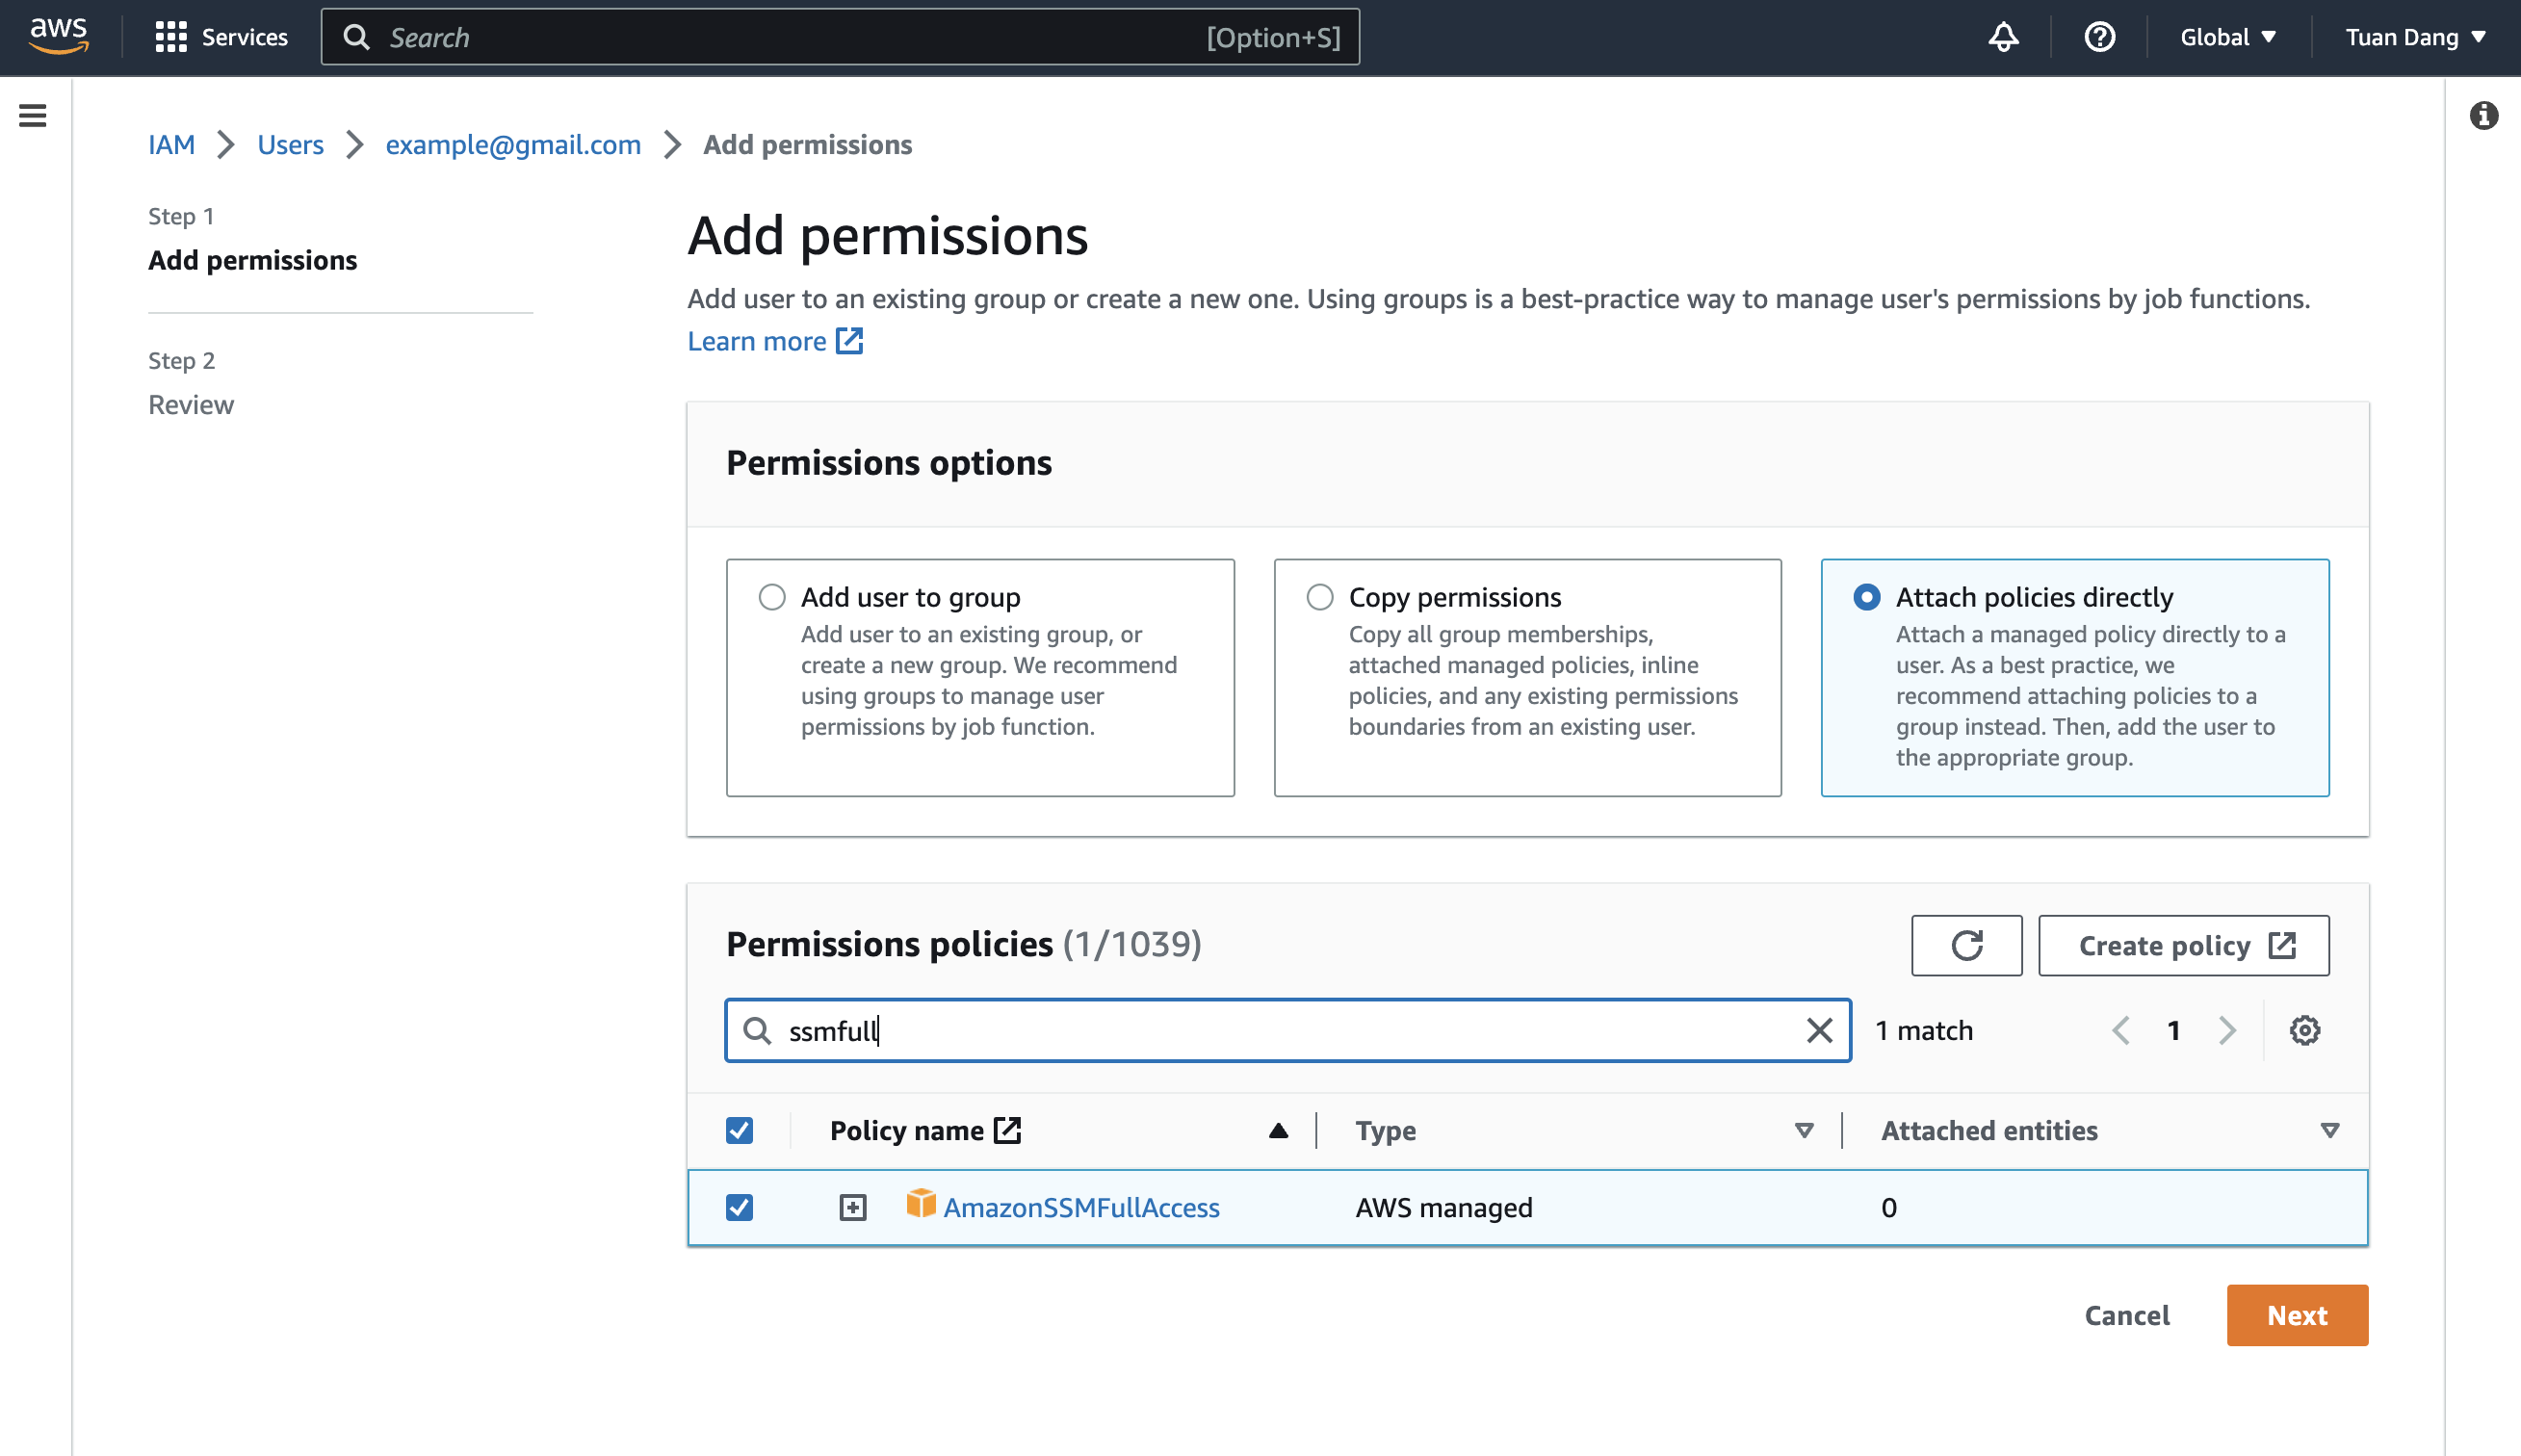 aws
Services
Search
[Option+S]
Global
Tuan Dang
IAM
Users
example@gmail.com
Add permissions
Step 1
Add permissions
Step 2
Review
Add permissions
Add user to an existing group or create a new one. Using groups is a best-practice way to manage user's permissions by job functions.
Learn more
Permissions options
Add user to group
Add user to an existing group, or
create a new group. We recommend
using groups to manage user
permissions by job function.
Copy permissions
Copy all group memberships,
attached managed policies, inline
policies, and any existing permissions
boundaries from an existing user.
Attach policies directly
Attach a managed policy directly to a
user. As a best practice, we
recommend attaching policies to a
group instead. Then, add the user to
the appropriate group.
Permissions policies (1/1039)
Create policy
ssmfull
1 match
1
Policy name
Type
Attached entities
AmazonSSMFullAccess
AWS managed
0
Cancel
Next